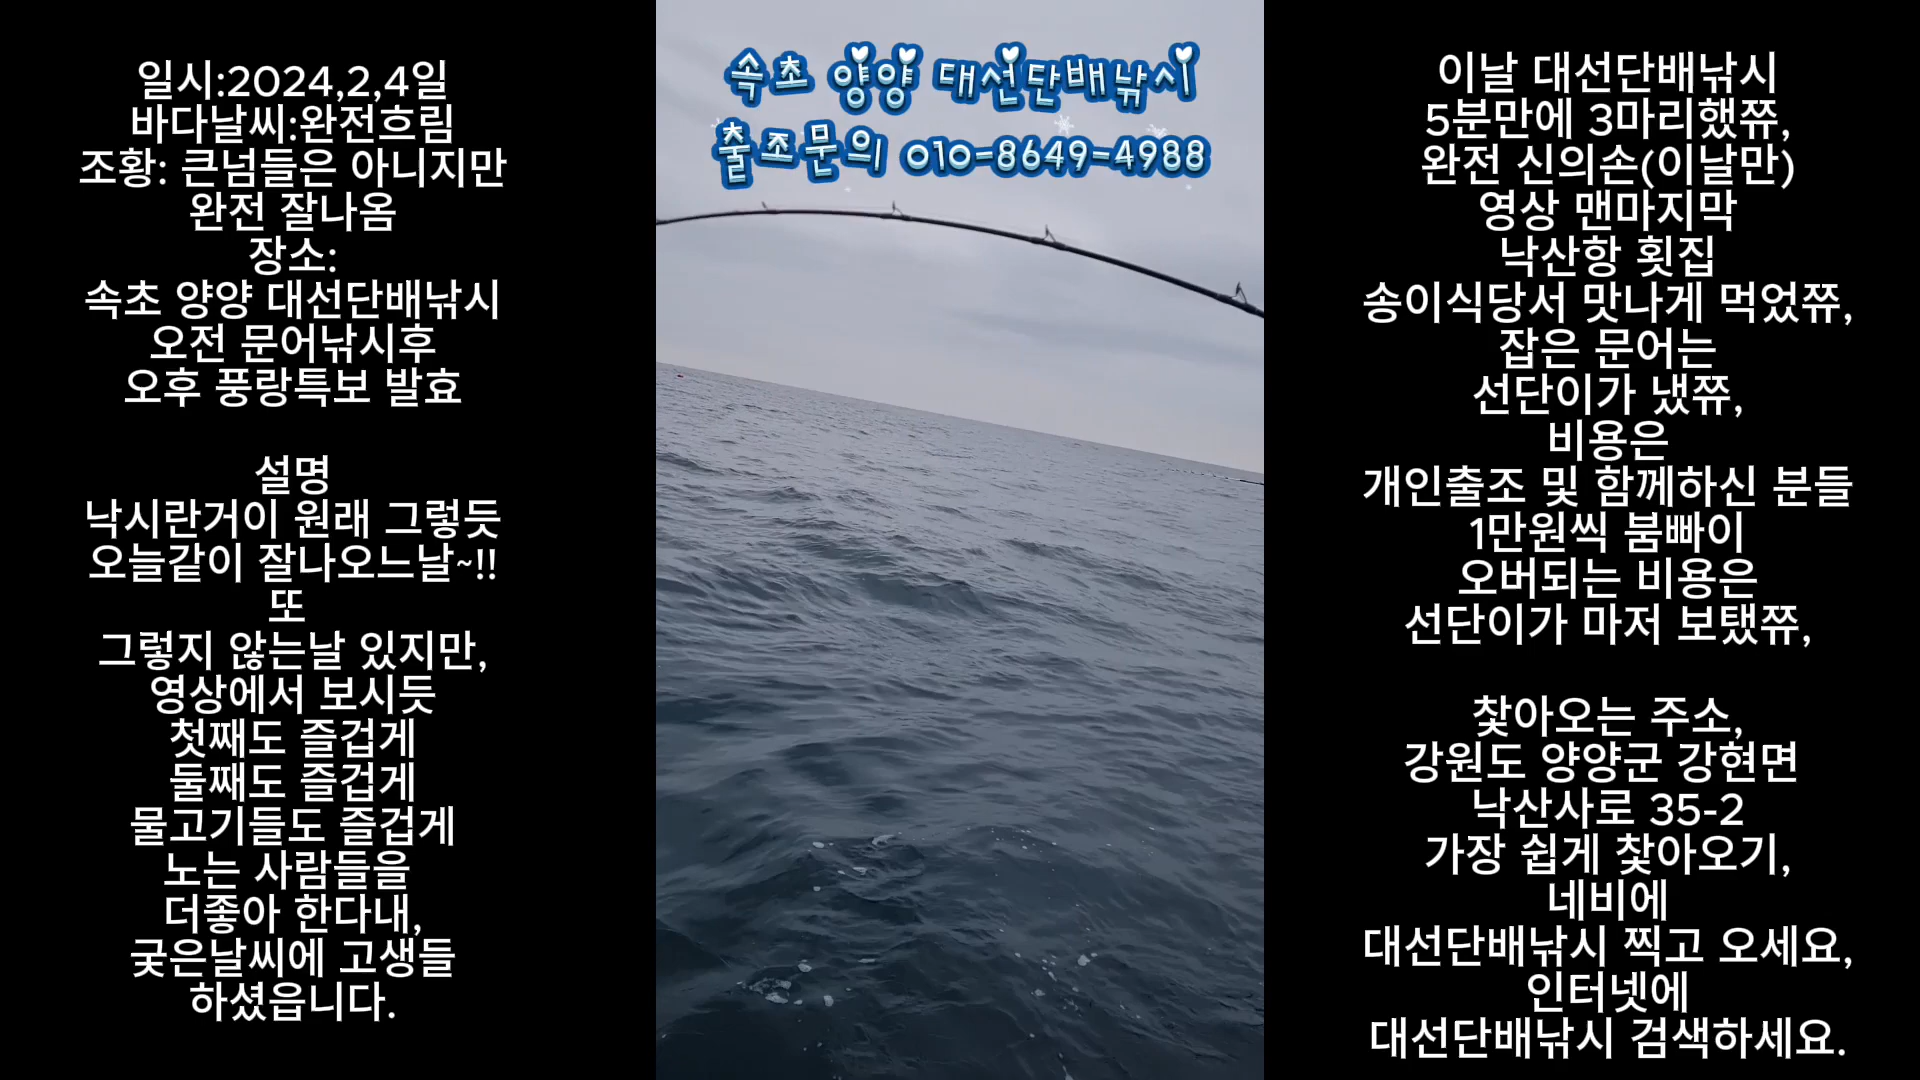 일시:2024,2,4일
바다날씨:완전흐림
조황: 큰넘들은 아니지만
완전 잘나옴
장소:
속초 양양 대선단배낚시
오전 문어낚시후
오후 풍랑특보 발효
설명
낙시란거이 원래 그렇듯
오늘같이 잘나오느날~!!
또
그렇지 않는날 있지만,
영상에서 보시듯
첫째도 즐겁게
둘째도 즐겁게
물고기들도 즐겁게
노는 사람들을
더좋아 한다내,
궂은날씨에 고생들
하셨읍니다.
속초 양양 대선단배낚시
출조문의 010-8649-4988
이날 대선단배낚시
5분만에 3마리했쮸,
완전 신의손(이날만)
영상 맨마지막
낙산항 횟집
송이식당서 맛나게 먹었쮸,
잡은 문어는
선단이가 냈쮸,
비용은
개인출조 및 함께하신 분들
1만원씩 붐빠이
오버되는 비용은
선단이가 마저 보탰쮸,
찿아오는 주소,
강원도 양양군 강현면
낙산사로 35-2
가장 쉽게 찿아오기,
네비에
대선단배낚시 찍고 오세요,
인터넷에
대선단배낚시 검색하세요.